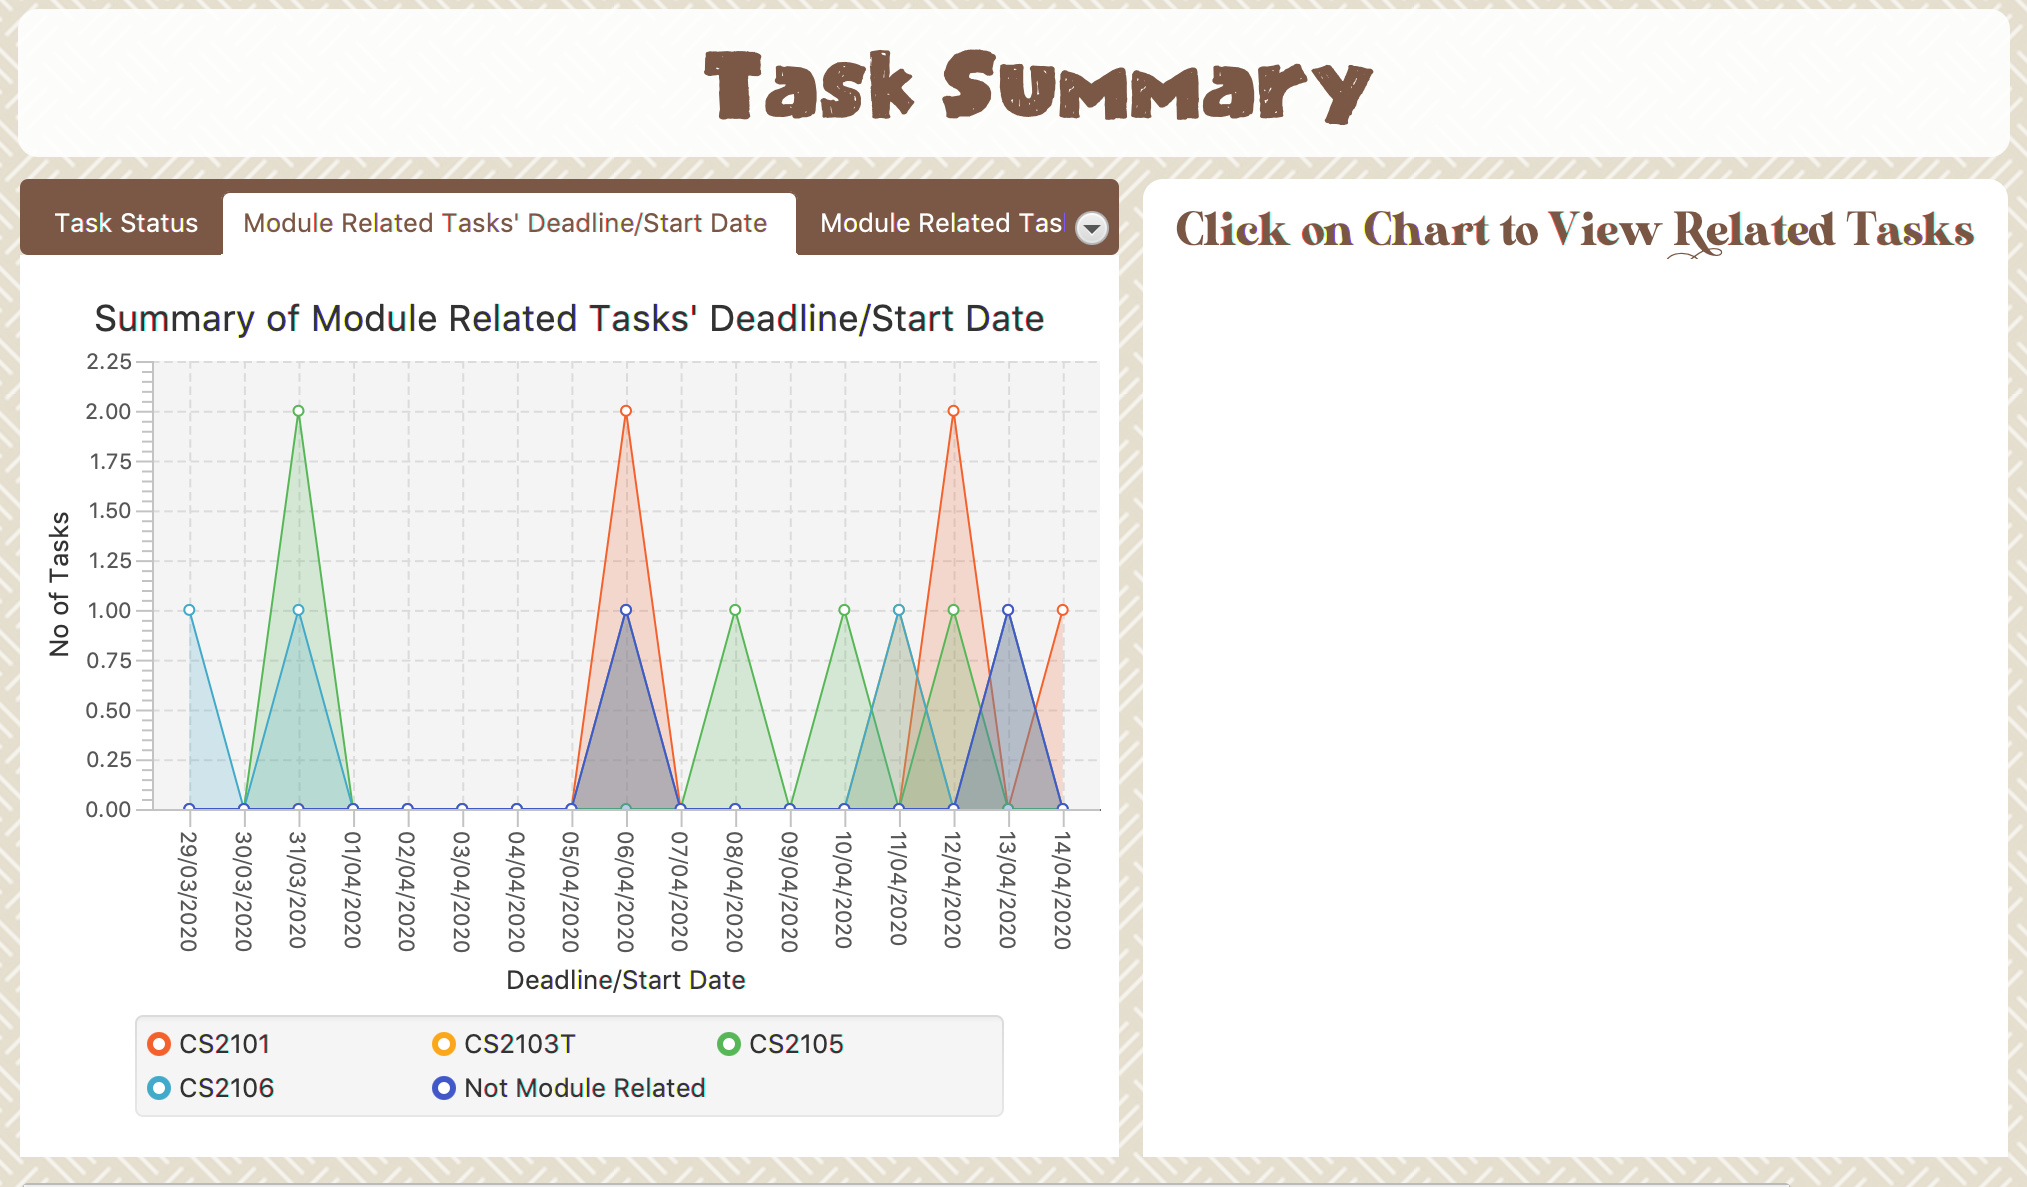 Task Summary
Task Status
Module Related Tasks' Deadline/Start Date
Module Related Tas
Click on Chart to View Related Tasks
Summary of Module Related Tasks' Deadline/Start Date
2.25
2.00
1.75
1.50
1.25
1.00
0.75
0.50
0.25
0.00
No of Tasks
29/03/2020
30/03/2020
31/03/2020
01/04/2020
02/04/2020
03/04/2020
04/04/2020
05/04/2020
06/04/2020
07/04/2020
08/04/2020
09/04/2020
10/04/2020
11/04/2020
12/04/2020
13/04/2020
14/04/2020
Deadline/Start Date
CS2101
CS2103T
CS2105
CS2106
Not Module Related